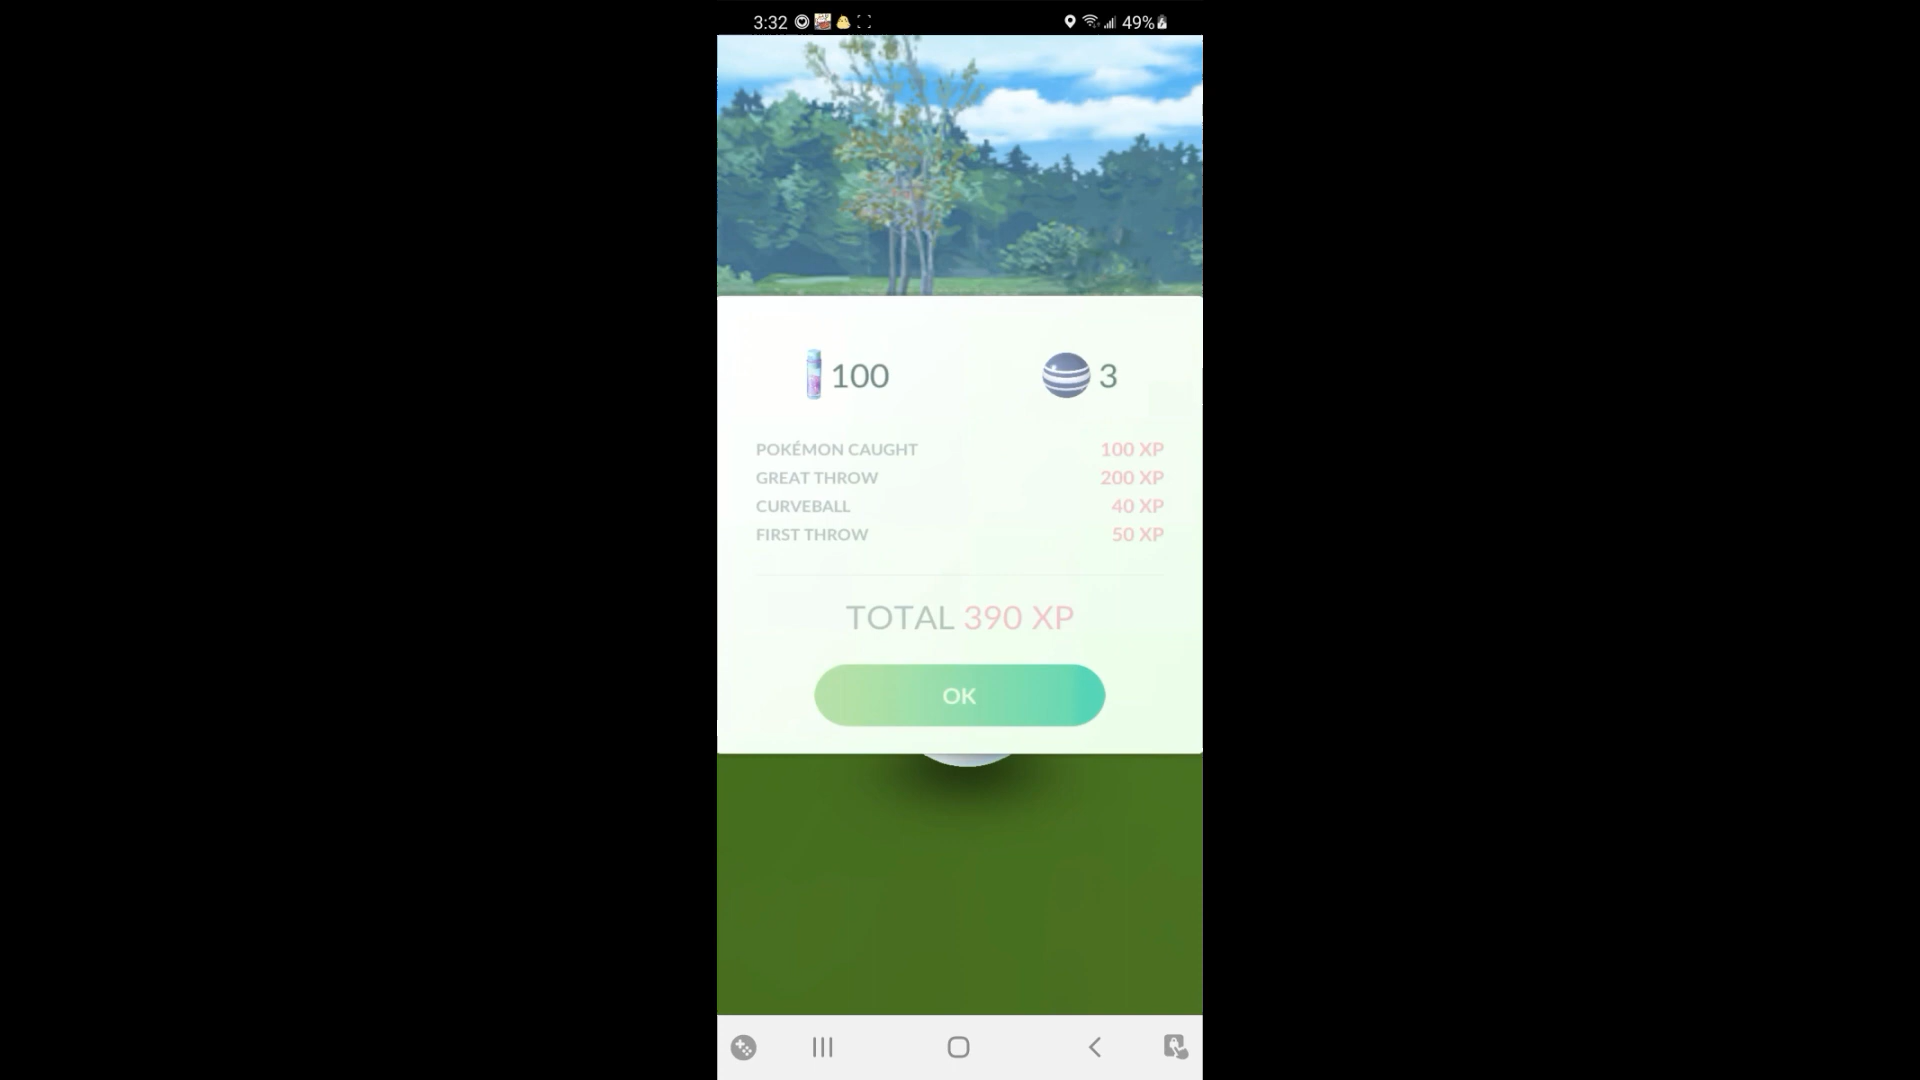 3:32 49%
100 3
POKÉMON CAUGHT 100 XP
GREAT THROW 200 XP
CURVEBALL 40 XP
FIRST THROW 50 XP
TOTAL 390 XP
OK